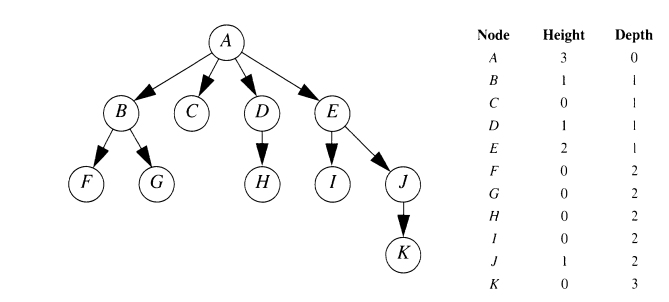 A
B C D E
F G H I J
K
Node Height Depth
A 3 0
B 1 1
C 0 1
D 1 1
E 2 1
F 0 2
G 0 2
H 0 2
I 0 2
J 1 2
K 0 3